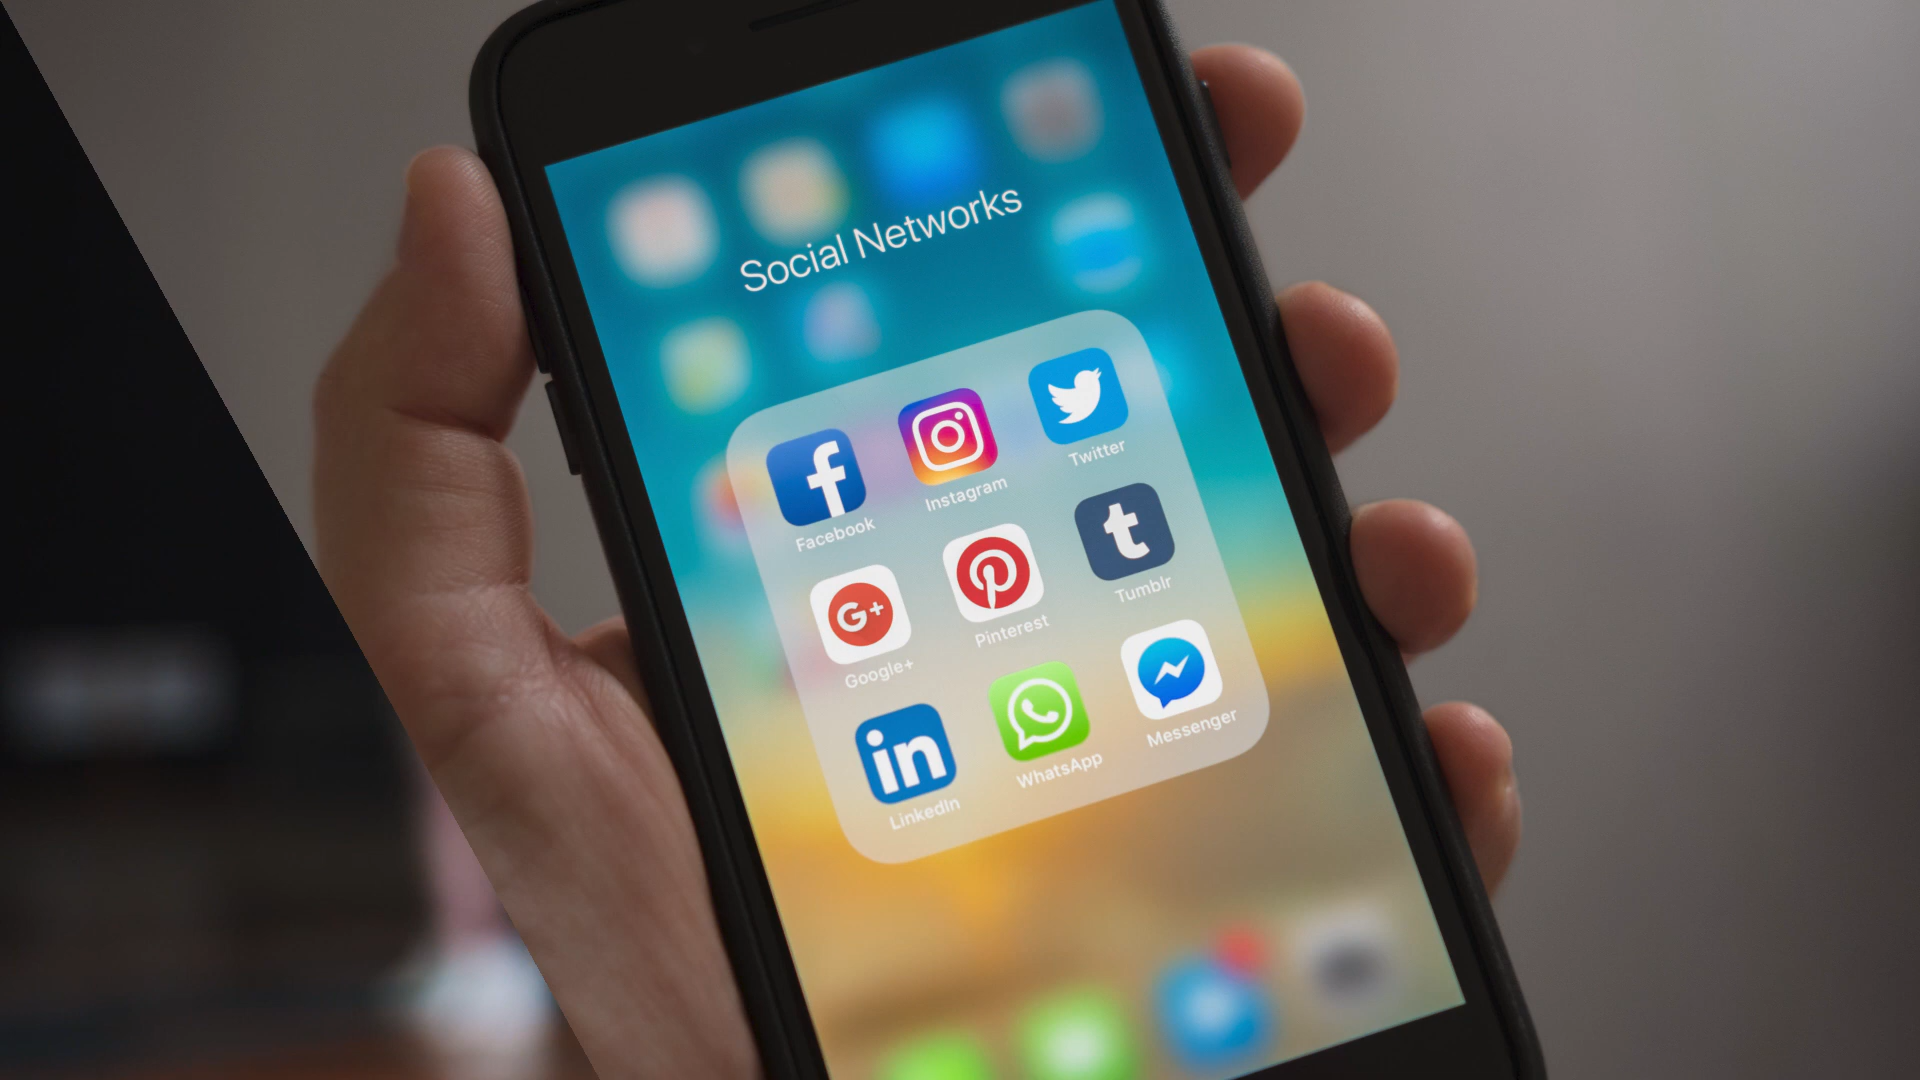 Social Networks
Facebook
Instagram
Twitter
Google+
Pinterest
Tumblr
LinkedIn
WhatsApp
Messenger